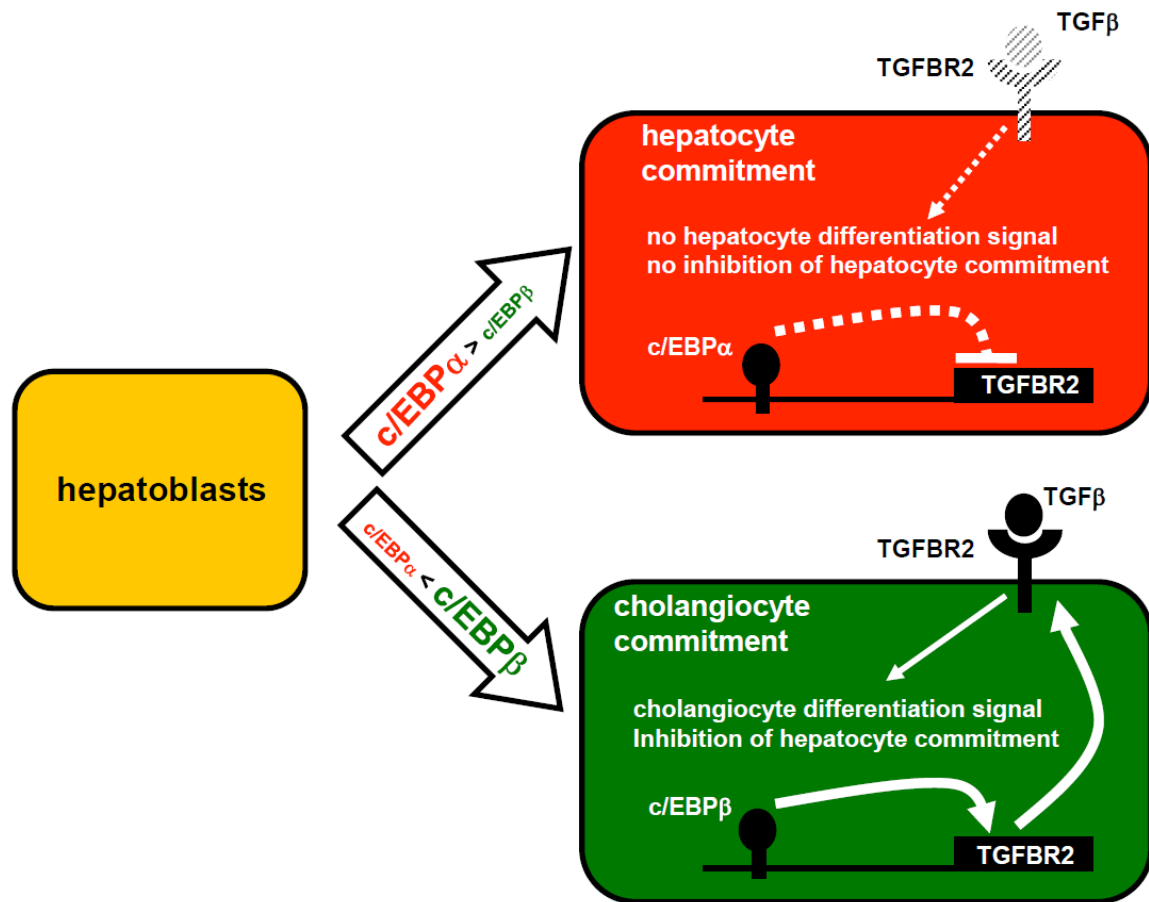 TGFβ
TGFBR2
hepatocyte
commitment
no hepatocyte differentiation signal
no inhibition of hepatocyte commitment
c/EBPα
TGFBR2
c/EBPα > c/EBPβ
hepatoblasts
c/EBPα < c/EBPβ
TGFβ
TGFBR2
cholangiocyte
commitment
cholangiocyte differentiation signal
Inhibition of hepatocyte commitment
c/EBPβ
TGFBR2